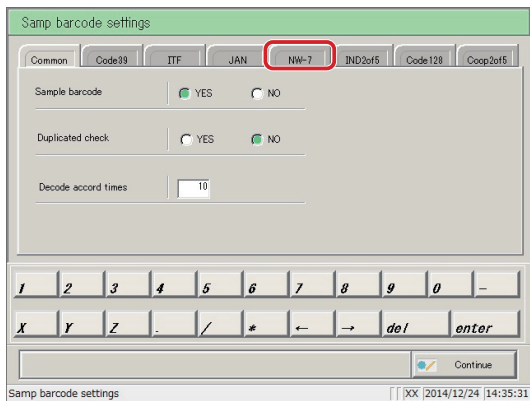 Samp barcode settings
Common Code39 ITF JAN NW-7 IND2of5 Code128 Coop2of5
Sample barcode YES NO
Duplicated check YES NO
Decode accord times 10
1 2 3 4 5 6 7 8 9 0 -
X Y Z . / * ← → del enter
Continue
Samp barcode settings XX 2014/12/24 14:35:31